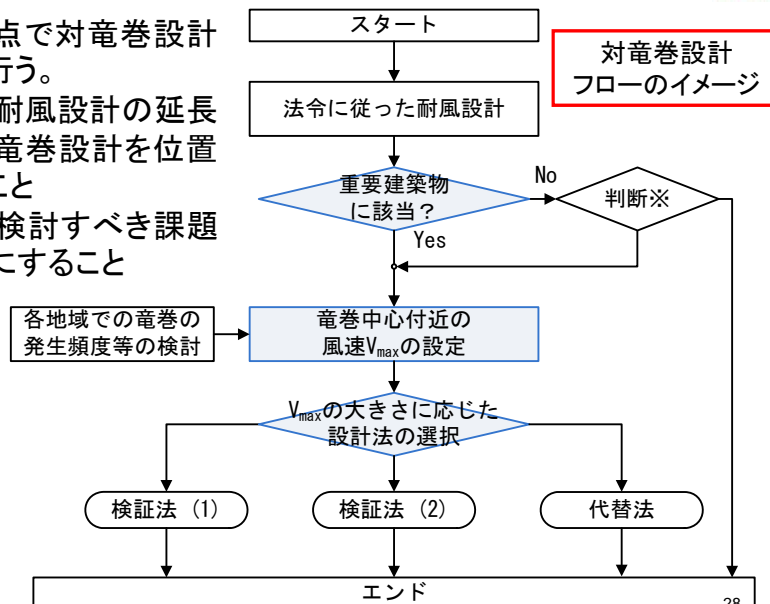 点で対竜巻設計
行う。
耐風設計の延長
竜巻設計を位置
こと
検討すべき課題
にすること
スタート
対竜巻設計
フローのイメージ
法令に従った耐風設計
重要建築物
に該当？
No
判断※
Yes
各地域での竜巻の
発生頻度等の検討
竜巻中心付近の
風速Vmaxの設定
Vmaxの大きさに応じた
設計法の選択
検証法（1）
検証法（2）
代替法
エンド
28